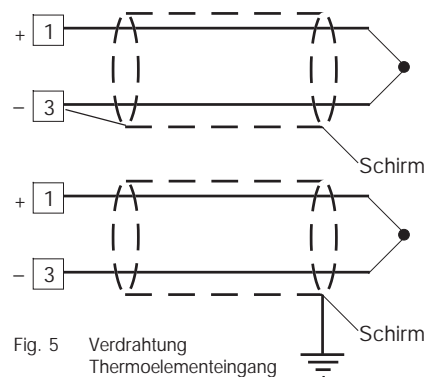 + 1
− 3
Schirm
+ 1
− 3
Schirm
Fig. 5 Verdrahtung
Thermoelementeingang